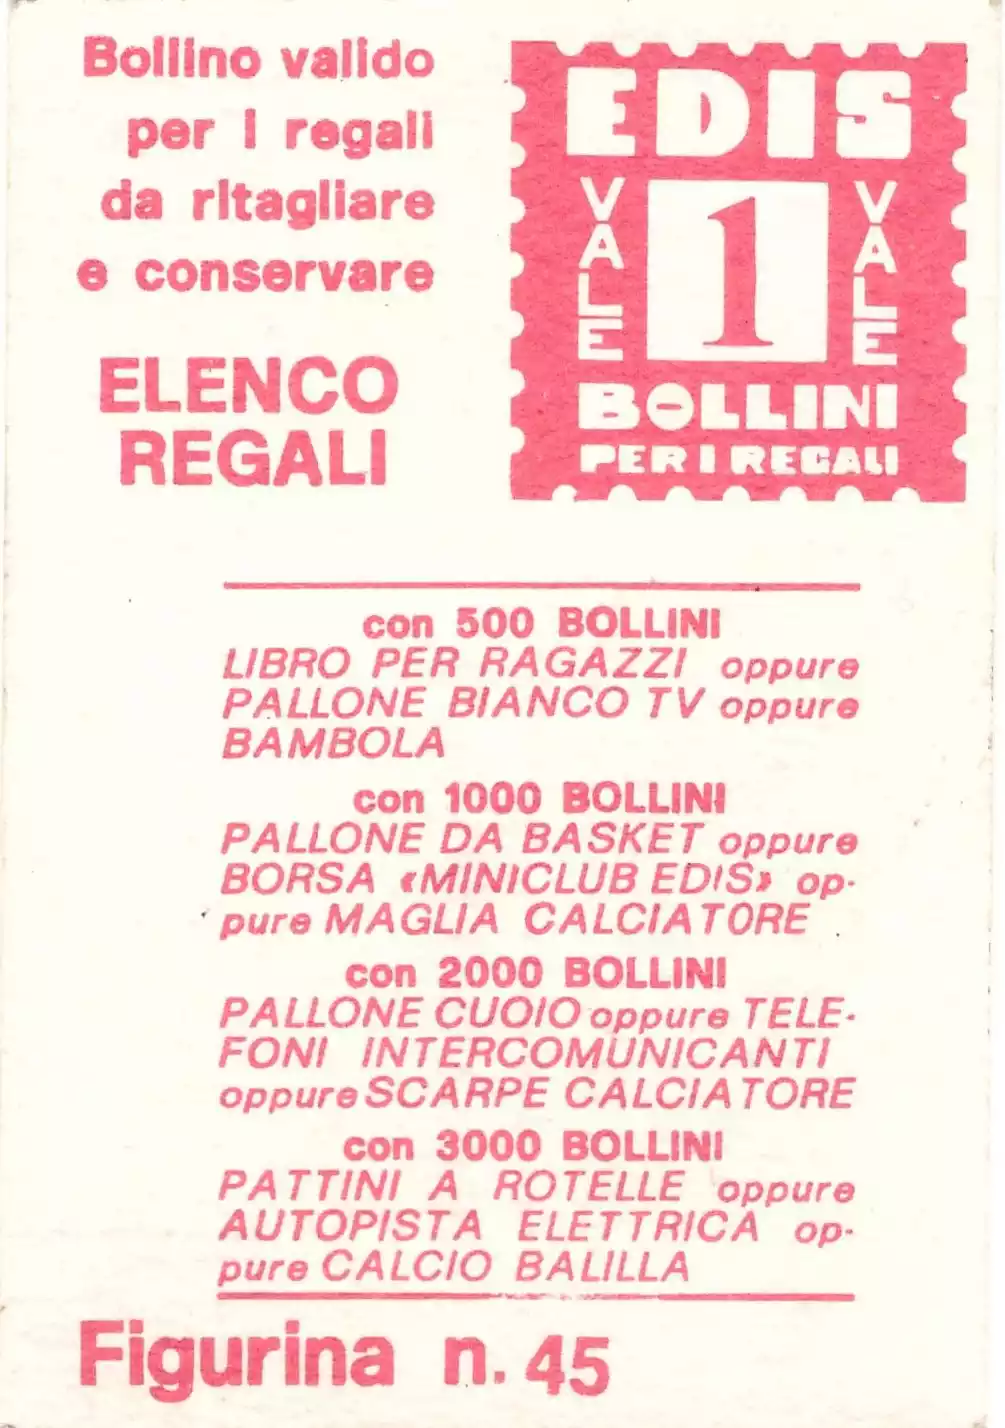 Bollino valido
per i regali
da ritagliare
e conservare
ELENCO
REGALI
EDIS
VALE
1
VALE
BOLLINI
PER I REGALI
con 500 BOLLINI
LIBRO PER RAGAZZI oppure
PALLONE BIANCO TV oppure
BAMBOLA
con 1000 BOLLINI
PALLONE DA BASKET oppure
BORSA «MINICLUB EDIS» op-
pure MAGLIA CALCIATORE
con 2000 BOLLINI
PALLONE CUOIO oppure TELE-
FONI INTERCOMUNICANTI
oppure SCARPE CALCIATORE
con 3000 BOLLINI
PATTINI A ROTELLE oppure
AUTOPISTA ELETTRICA op-
pure CALCIO BALILLA
Figurina n. 45